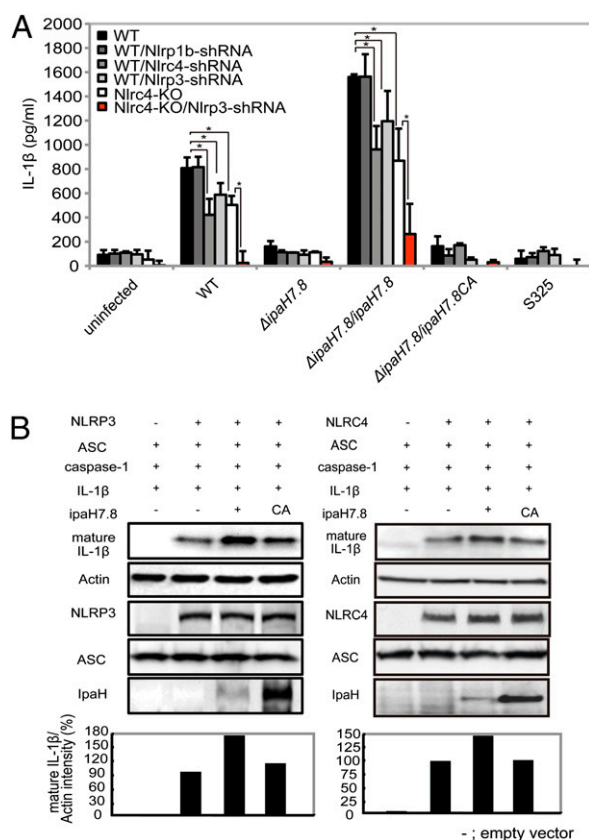 A
IL-1β (pg/ml)
2000
1800
1600
1400
1200
1000
800
600
400
200
0
WT
WT/Nlrp1b-shRNA
WT/Nlrc4-shRNA
WT/Nlrp3-shRNA
Nlrc4-KO
Nlrc4-KO/Nlrp3-shRNA
* * * *
* * * *
uninfected
WT
ΔipaH7.8
ΔipaH7.8/ipaH7.8
ΔipaH7.8/ipaH7.8CA
S325
B
NLRP3 - + + +
ASC + + + +
caspase-1 + + + +
IL-1β + + + +
ipaH7.8 - - + CA
mature IL-1β
Actin
NLRP3
ASC
IpaH
mature IL-1β/
Actin intensity (%)
180
150
120
90
60
30
0
NLRC4 - + + +
ASC + + + +
caspase-1 + + + +
IL-1β + + + +
ipaH7.8 - - + CA
mature IL-1β
Actin
NLRC4
ASC
IpaH
150
125
100
75
50
25
0
- ; empty vector